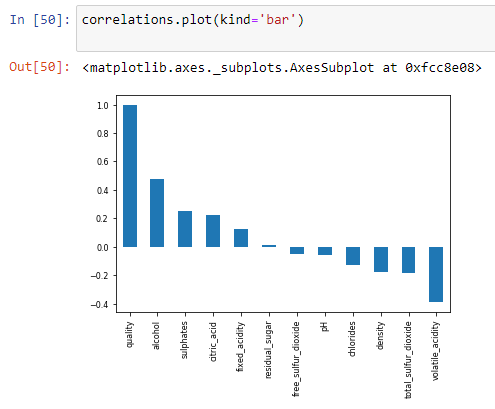 In [50]: correlations.plot(kind='bar')
Out[50]: <matplotlib.axes._subplots.AxesSubplot at 0xfcc8e08>
1.0
0.8
0.6
0.4
0.2
0.0
−0.2
−0.4
quality
alcohol
sulphates
citric_acid
fixed_acidity
residual_sugar
free_sulfur_dioxide
pH
chlorides
density
total_sulfur_dioxide
volatile_acidity